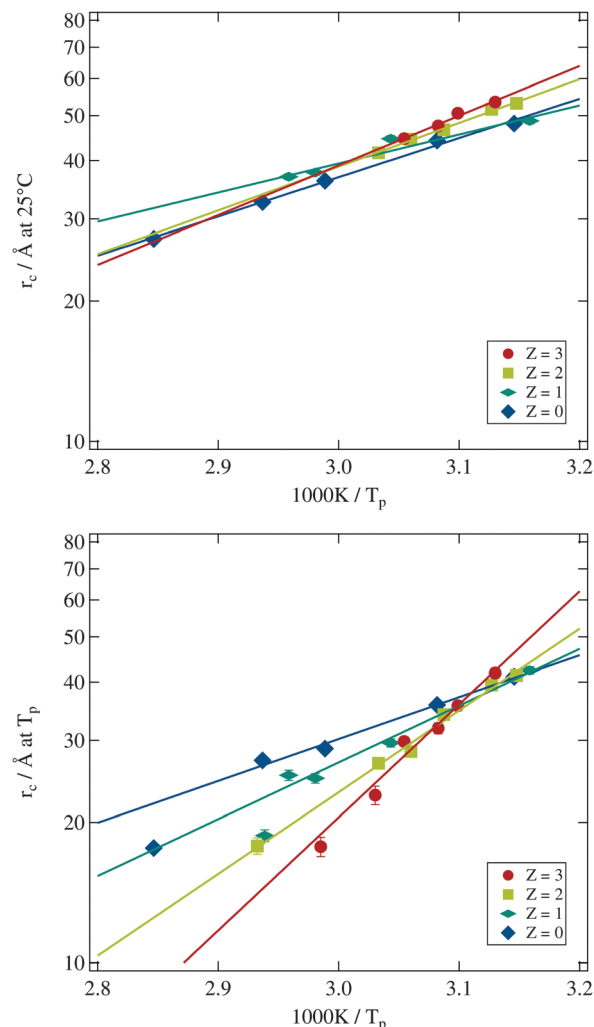 80
70
60
50
40
30
20
10
r_c / Å at 25°C
2.8 2.9 3.0 3.1 3.2
1000K / T_p
Z = 3
Z = 2
Z = 1
Z = 0
80
70
60
50
40
30
20
10
r_c / Å at T_p
2.8 2.9 3.0 3.1 3.2
1000K / T_p
Z = 3
Z = 2
Z = 1
Z = 0